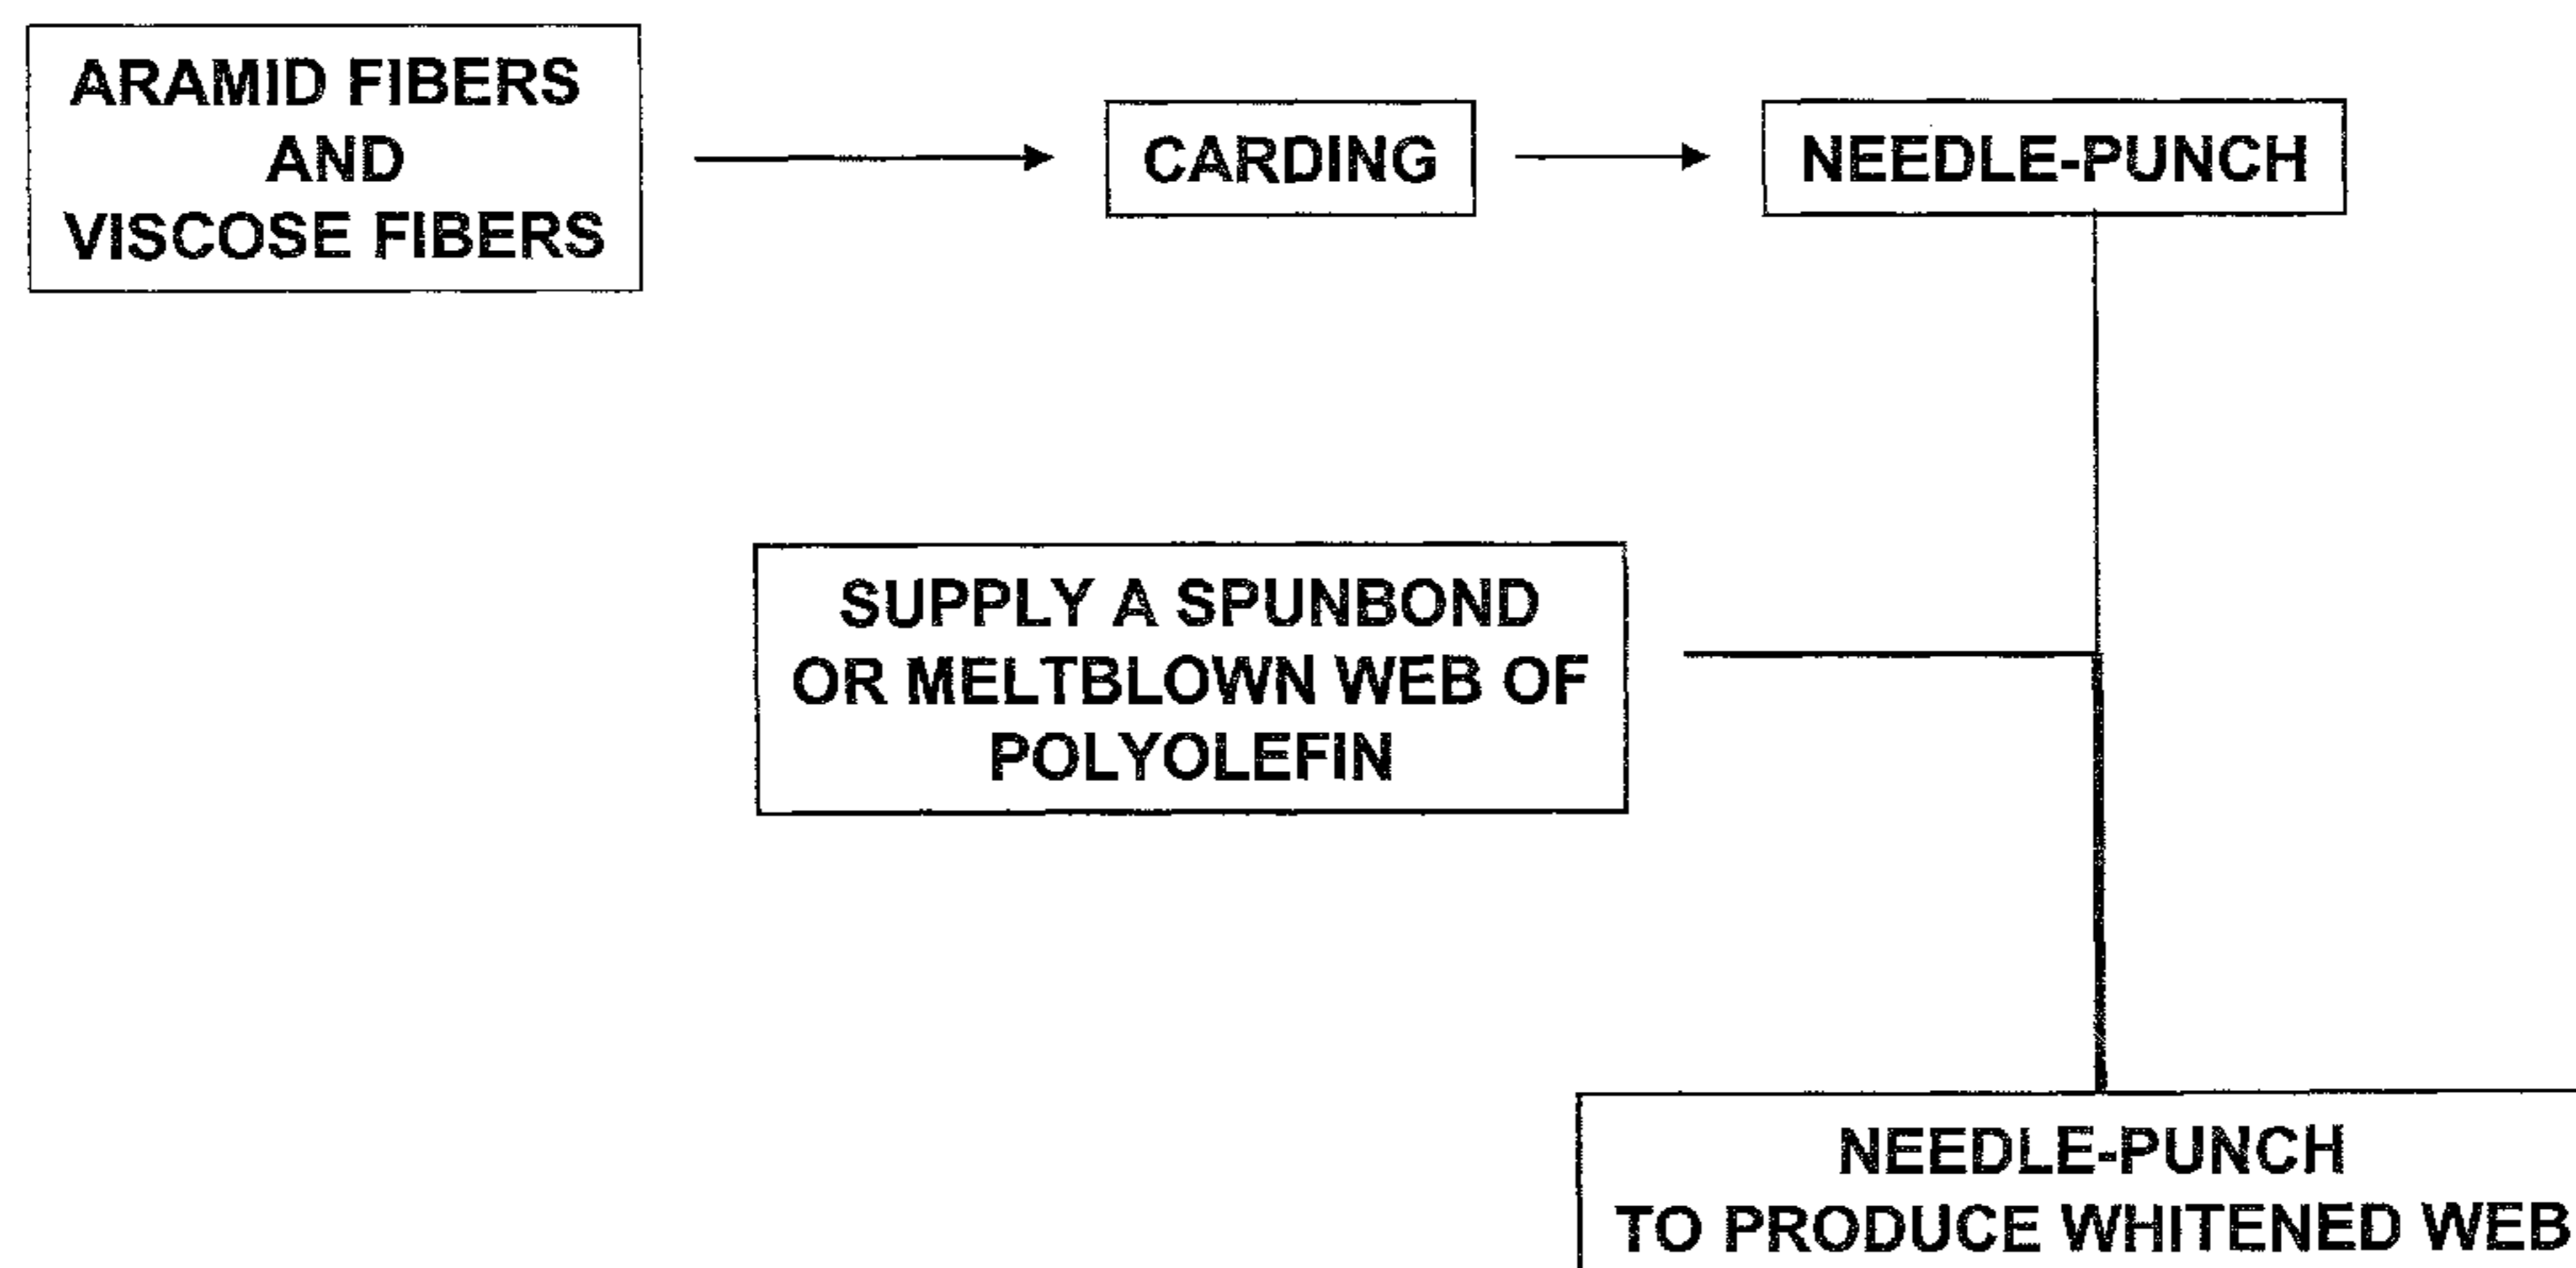 ARAMID FIBERS
AND
VISCOSE FIBERS
CARDING
NEEDLE-PUNCH
SUPPLY A SPUNBOND
OR MELTBLOWN WEB OF
POLYOLEFIN
NEEDLE-PUNCH
TO PRODUCE WHITENED WEB